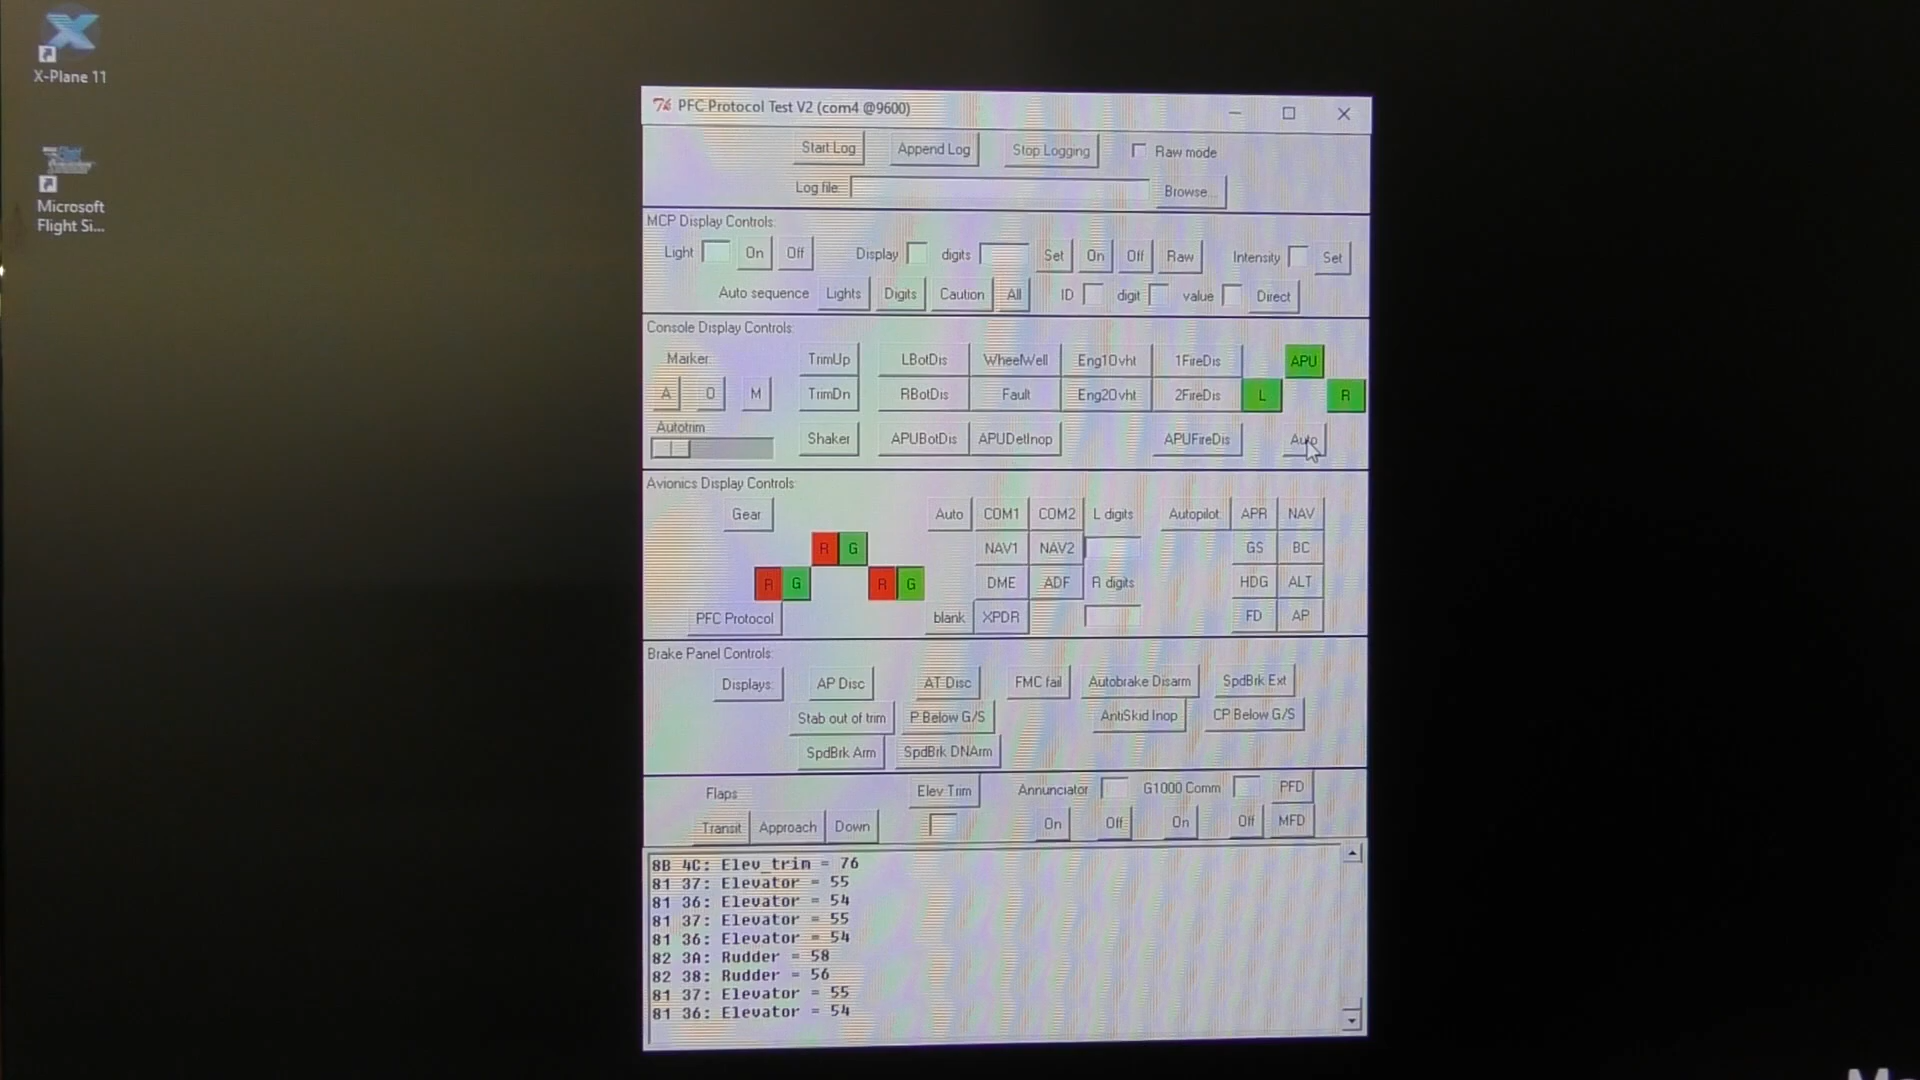 X-Plane 11
Microsoft
Flight Si...
PFC Protocol Test V2 (com4 @9600)
Start Log Append Log Stop Logging Raw mode
Log file: Browse...
MCP Display Controls:
Light On Off Display digits Set On Off Raw Intensity Set
Auto sequence Lights Digits Caution All ID digit value Direct
Console Display Controls:
Marker: TrimUp LBotDis WheelWell Eng1Ovht 1FireDis APU
A O M TrimDn RBotDis Fault Eng2Ovht 2FireDis L R
Autotrim Shaker APUBotDis APUDetInop APUFireDis Auto
Avionics Display Controls:
Gear Auto COM1 COM2 L digits Autopilot APR NAV
R G NAV1 NAV2 GS BC
R G R G DME ADF R digits HDG ALT
PFC Protocol blank XPDR FD AP
Brake Panel Controls:
Displays: AP Disc AT Disc FMC fail Autobrake Disarm SpdBrk Ext
Stab out of trim P Below G/S AntiSkid Inop CP Below G/S
SpdBrk Arm SpdBrk DNArm
Flaps Elev Trim Annunciator G1000 Comm PFD
Transit Approach Down On Off On Off MFD
8B 4C: Elev_trim = 76
81 37: Elevator = 55
81 36: Elevator = 54
81 37: Elevator = 55
81 36: Elevator = 54
82 3A: Rudder = 58
82 38: Rudder = 56
81 37: Elevator = 55
81 36: Elevator = 54